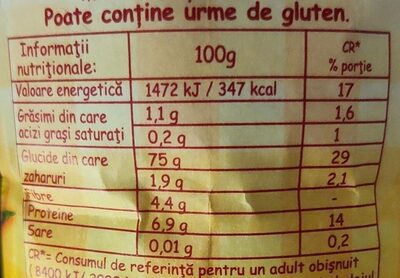 Poate conține urme de gluten.
Informații nutriționale: 100g CR* % porție
Valoare energetică 1472 kJ / 347 kcal 17
Grăsimi din care 1,1 g 1,6
acizi grași saturați 0,2 g 1
Glucide din care 75 g 29
zaharuri 1,9 g 2,1
Fibre 4,4 g -
Proteine 6,9 g 14
Sare 0,01 g 0,2
CR*= Consumul de referință pentru un adult obișnuit
(8400 kJ/